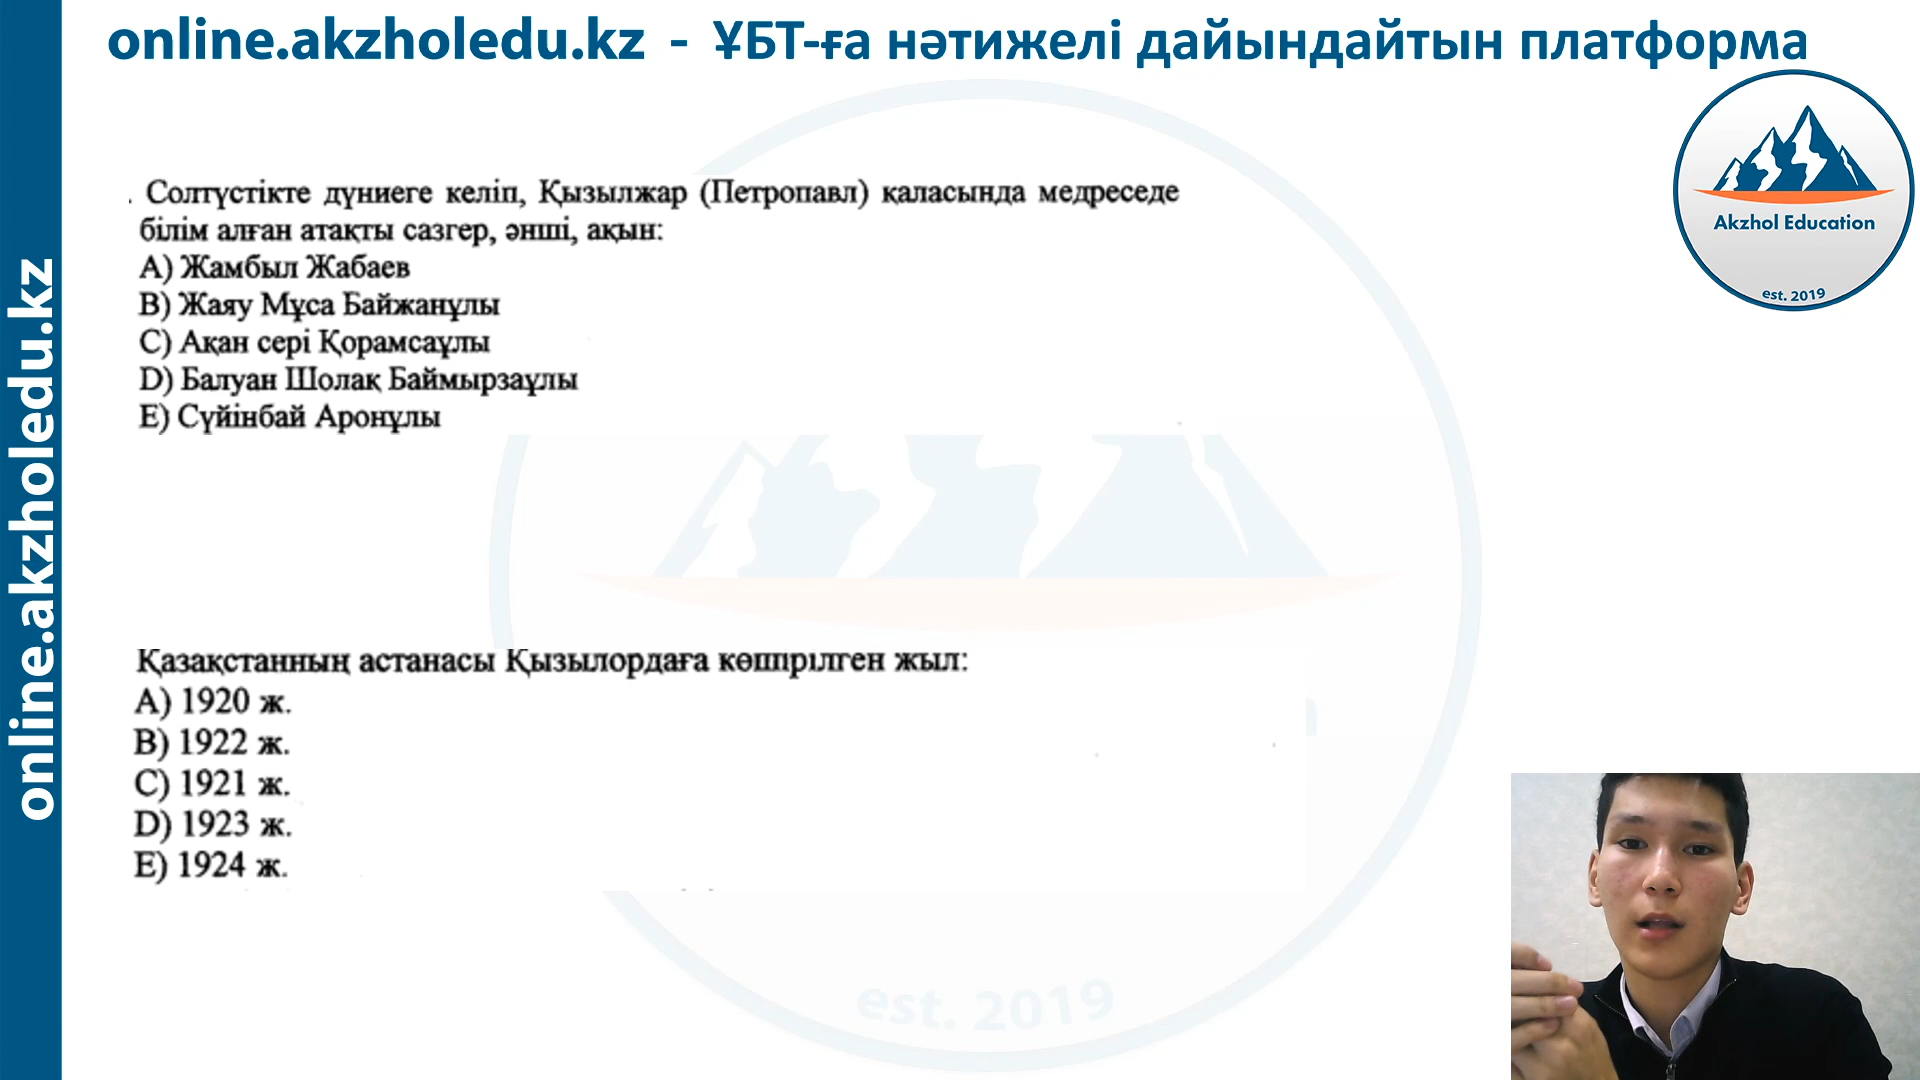 online.akzholedu.kz - ҰБТ-ға нәтижелі дайындайтын платформа
Akzhol Education
est. 2019
online.akzholedu.kz
. Солтүстікте дүниеге келіп, Қызылжар (Петропавл) қаласында медреседе
білім алған атақты сазгер, әнші, ақын:
A) Жамбыл Жабаев
B) Жаяу Мұса Байжанұлы
C) Ақан сері Қорамсаұлы
D) Балуан Шолақ Баймырзаұлы
E) Сүйінбай Аронұлы
Қазақстанның астанасы Қызылордаға көшірілген жыл:
A) 1920 ж.
B) 1922 ж.
C) 1921 ж.
D) 1923 ж.
E) 1924 ж.
est. 2019